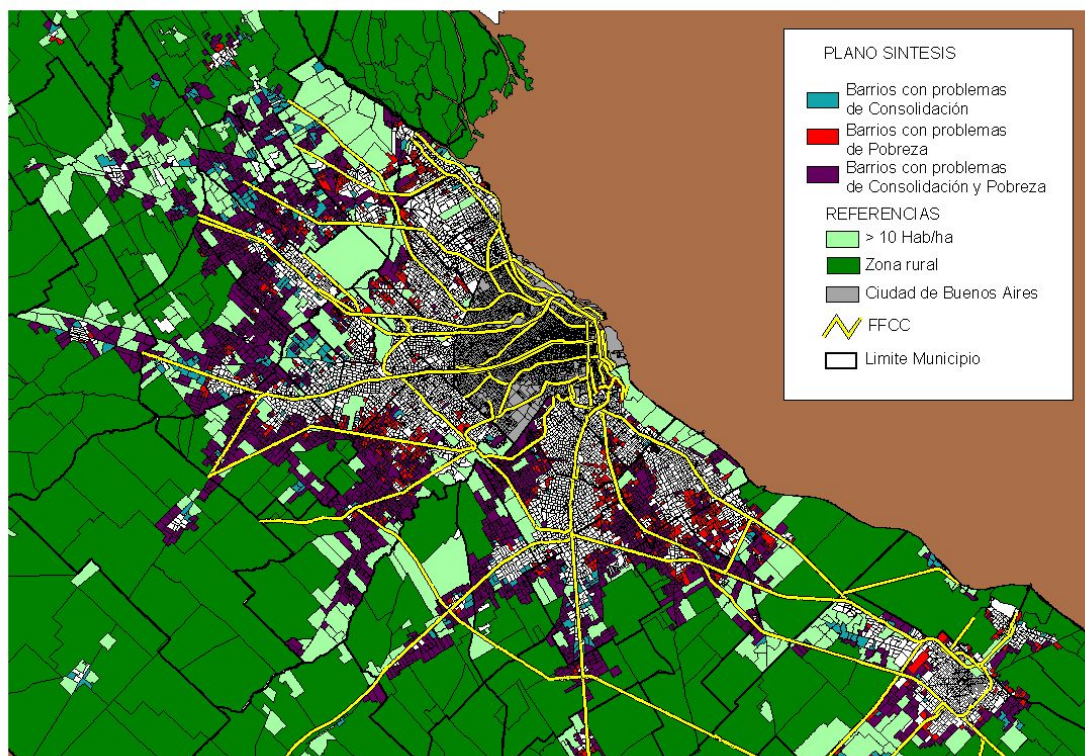 PLANO SINTESIS
Barrios con problemas
de Consolidación
Barrios con problemas
de Pobreza
Barrios con problemas
de Consolidación y Pobreza
REFERENCIAS
> 10 Hab/ha
Zona rural
Ciudad de Buenos Aires
FFCC
Limite Municipio